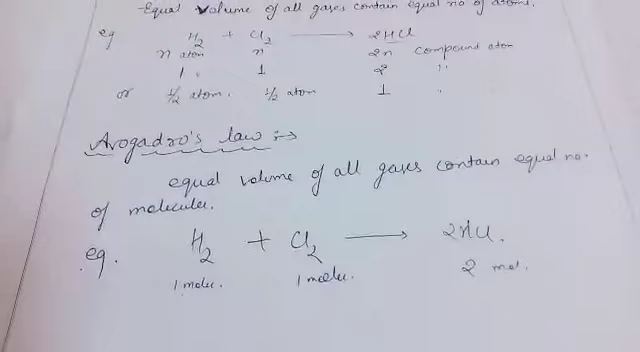 Equal volume of all gases contain equal no of atoms.
eg H2 + Cl2 → 2HCl
n atom n 2n compound atom
1 " 1 2 "
or 1/2 atom. 1/2 atom 1 "
Avogadro's law :→
equal volume of all gases contain equal no.
of molecules.
eg. H2 + Cl2 → 2HCl.
1 molec. 1 molec. 2 mol.